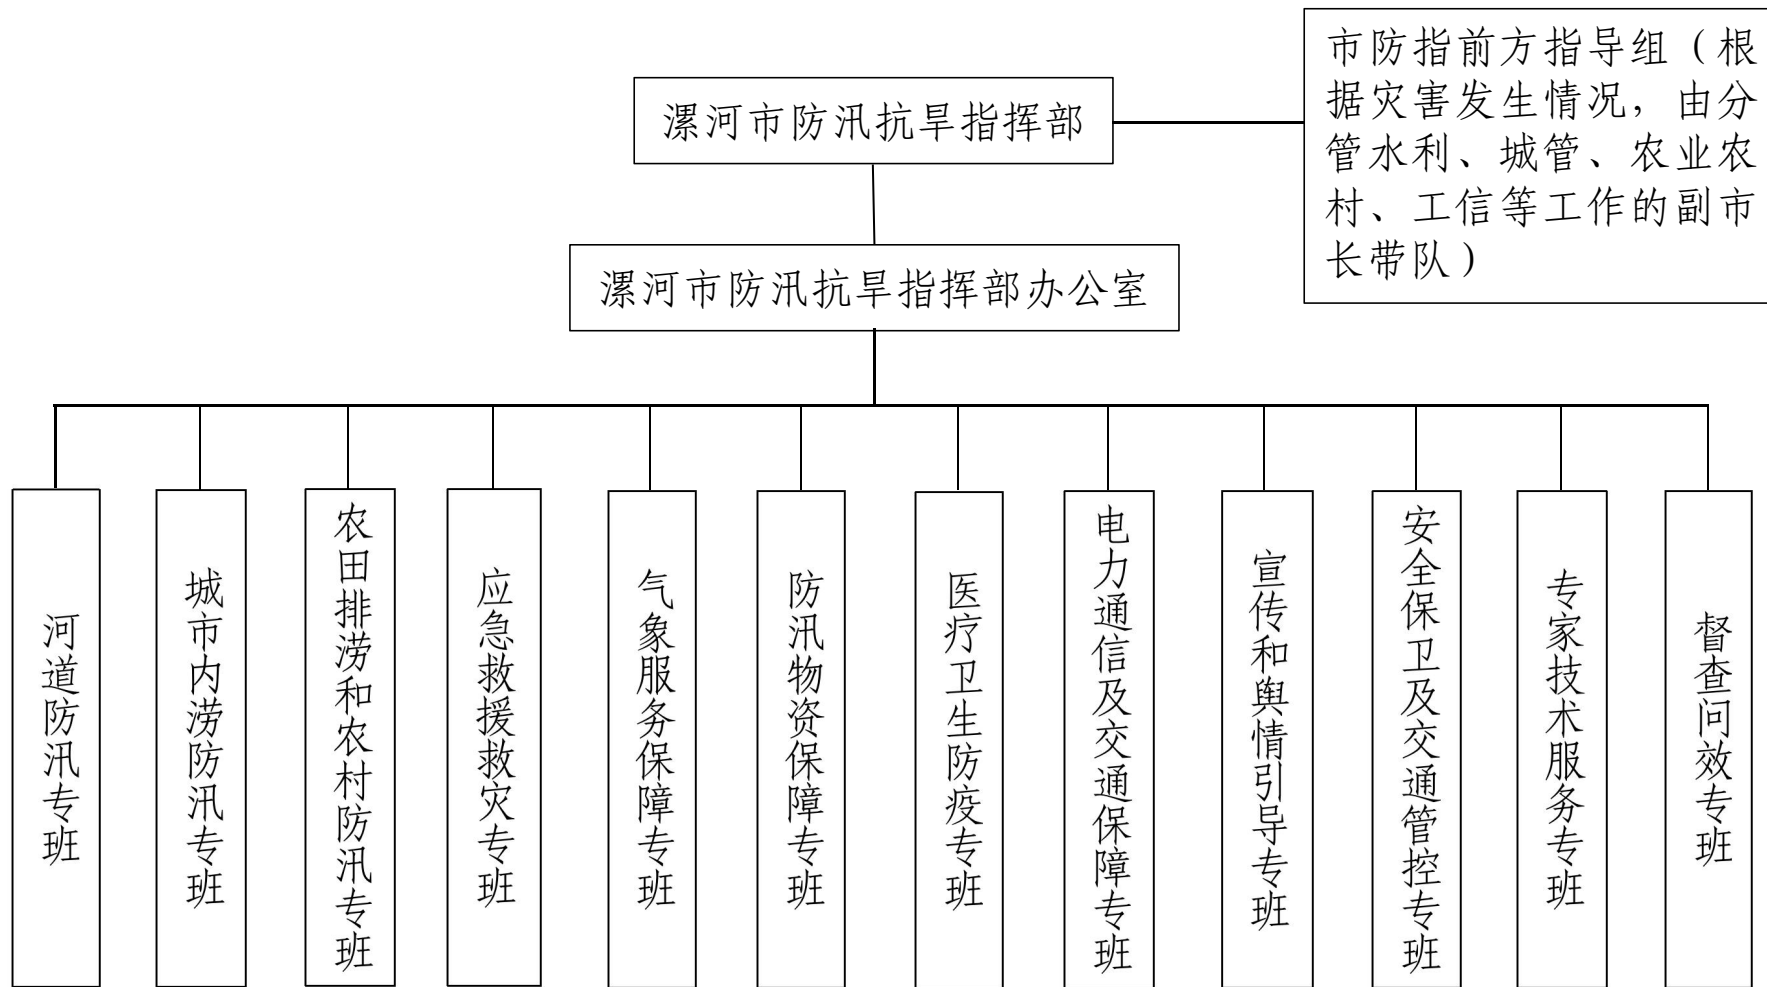 漯河市防汛抗旱指挥部
市防指前方指导组（根
据灾害发生情况，由分
管水利、城管、农业农
村、工信等工作的副市
长带队）
漯河市防汛抗旱指挥部办公室
河道防汛专班
城市内涝防汛专班
农田排涝和农村防汛专班
应急救援救灾专班
气象服务保障专班
防汛物资保障专班
医疗卫生防疫专班
电力通信及交通保障专班
宣传和舆情引导专班
安全保卫及交通管控专班
专家技术服务专班
督查问效专班